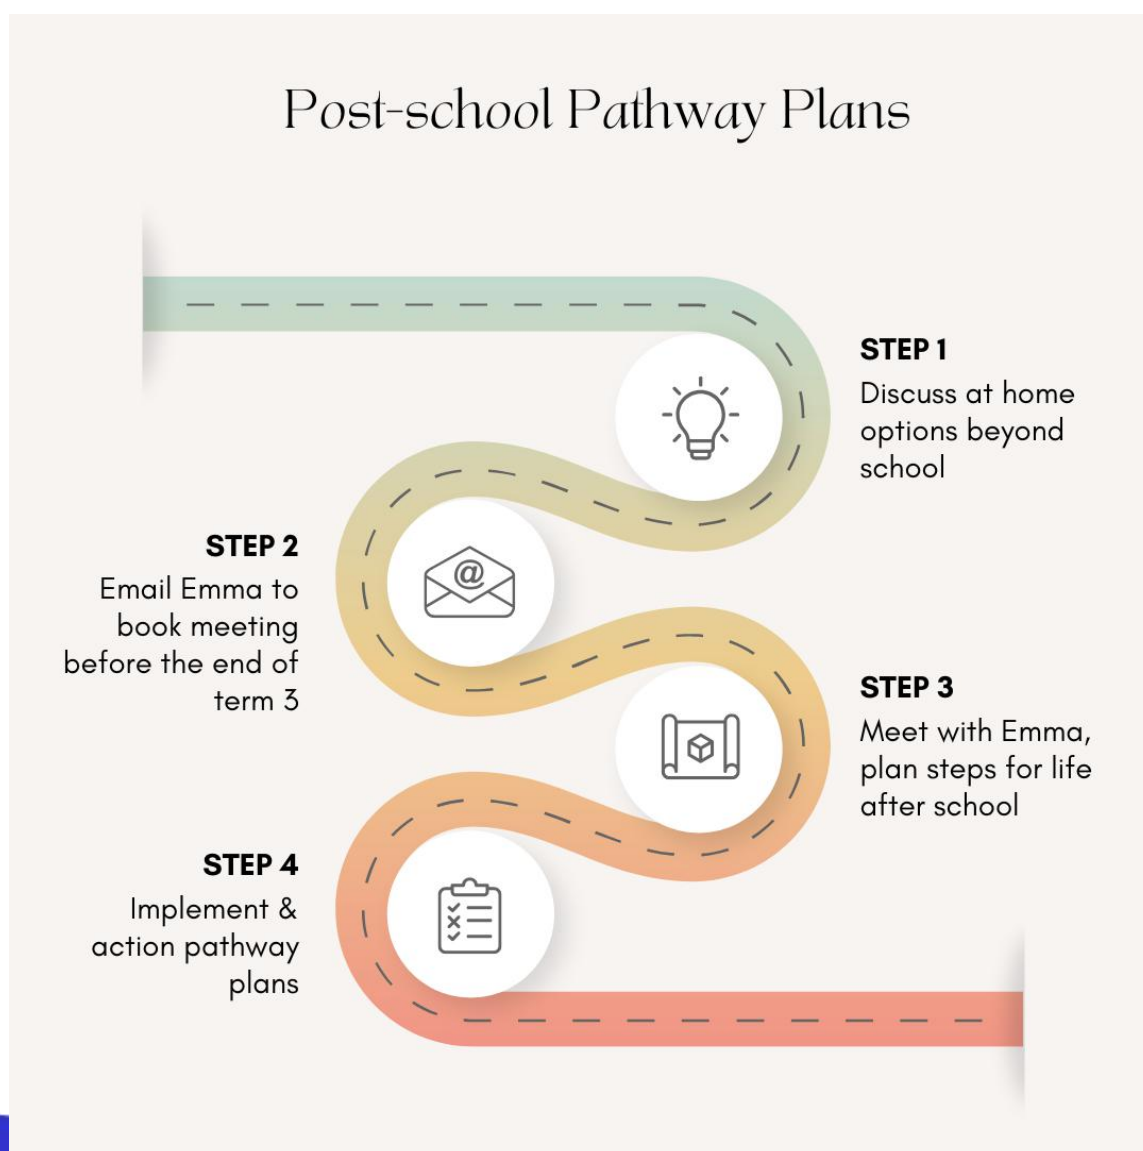 Post-school Pathway Plans
STEP 1
Discuss at home
options beyond
school
STEP 2
Email Emma to
book meeting
before the end of
term 3
@
STEP 3
Meet with Emma,
plan steps for life
after school
STEP 4
Implement &
action pathway
plans